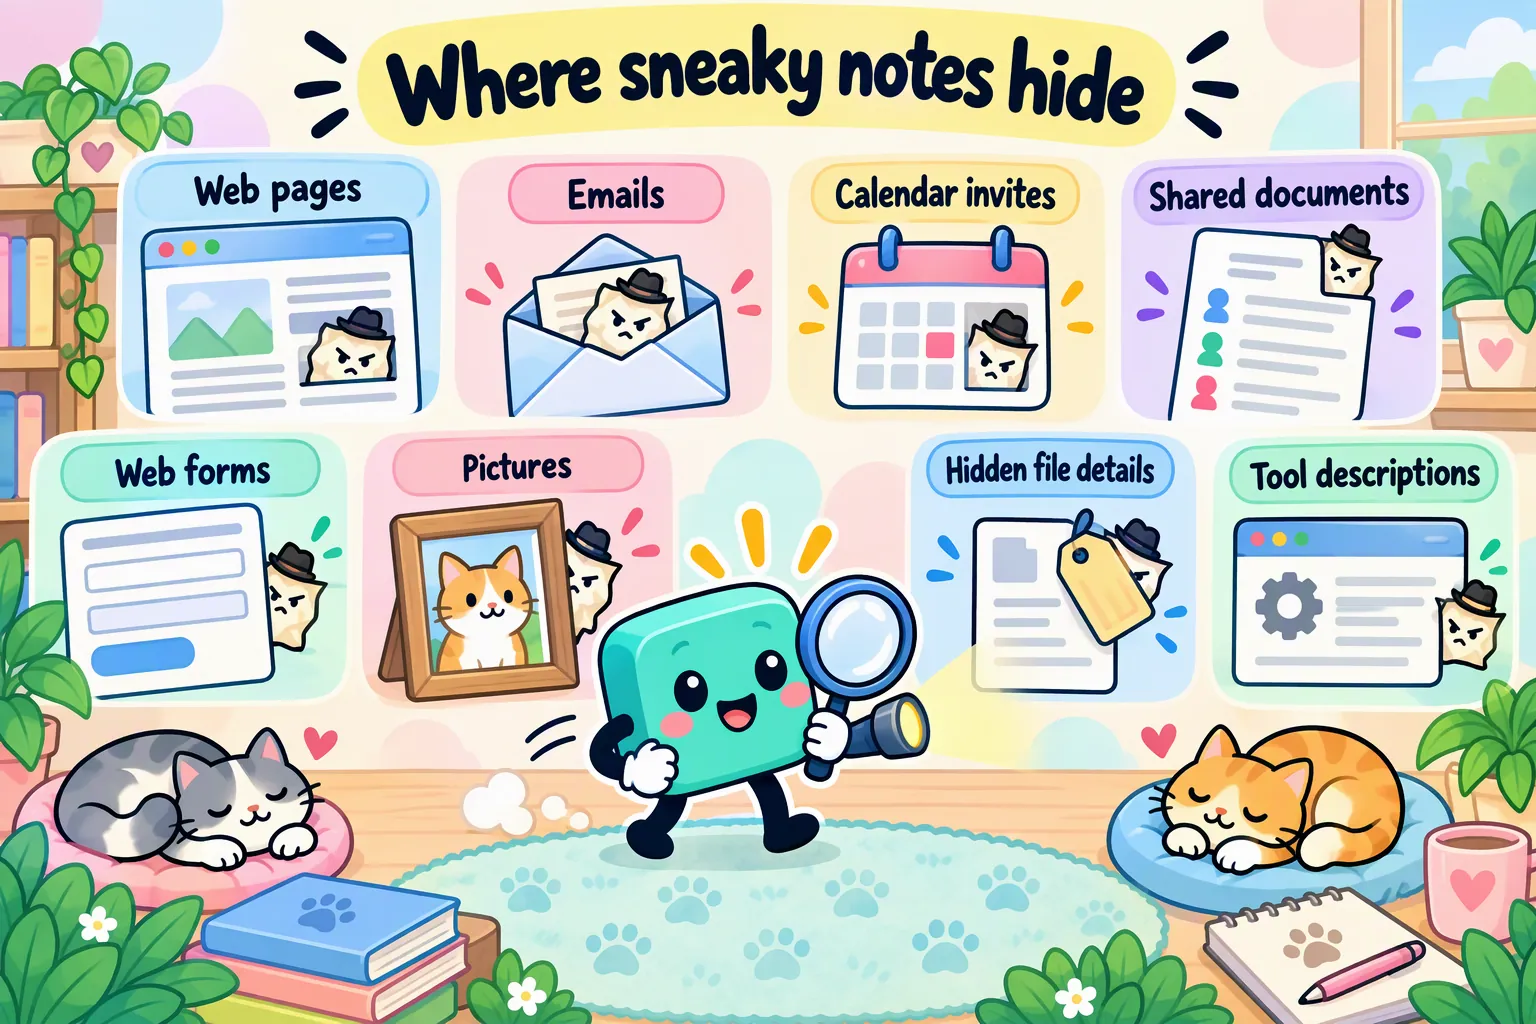 Where sneaky notes hide
Web pages
Emails
Calendar invites
Shared documents
Web forms
Pictures
Hidden file details
Tool descriptions